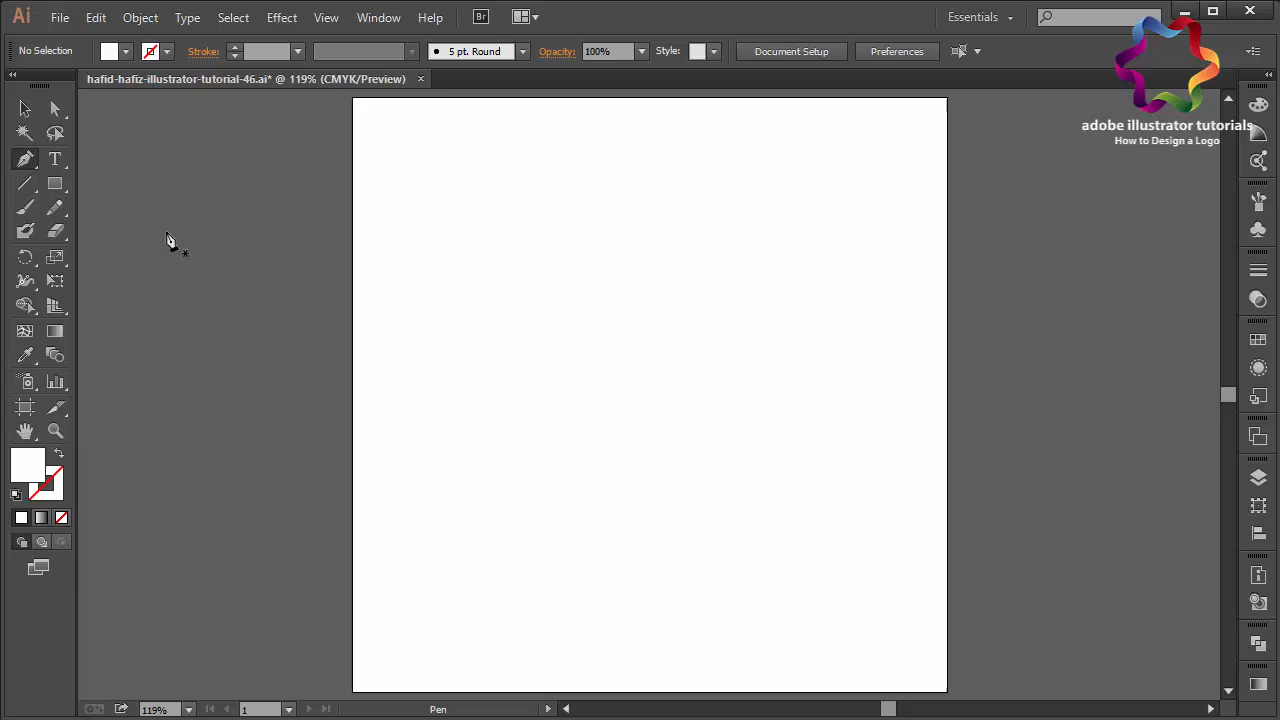 Ai File Edit Object Type Select Effect View Window Help Br Essentials
No Selection Stroke: 5 pt. Round Opacity: 100% Style: Document Setup Preferences
hafid-hafiz-illustrator-tutorial-46.ai* @ 119% (CMYK/Preview)
adobe illustrator tutorials
How to Design a Logo
T
119% 1 Pen